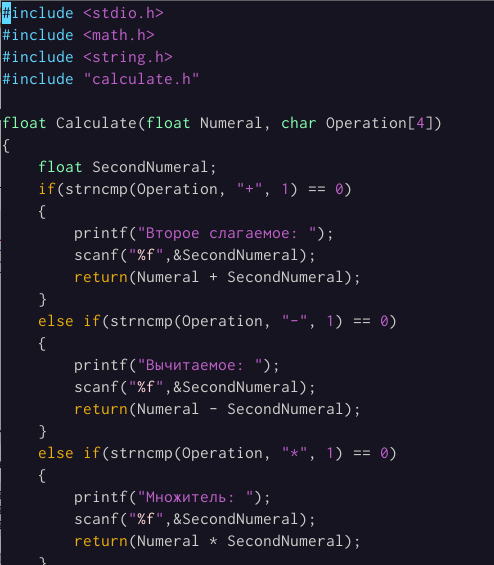 #include <stdio.h>
#include <math.h>
#include <string.h>
#include "calculate.h"

float Calculate(float Numeral, char Operation[4])
{
    float SecondNumeral;
    if(strncmp(Operation, "+", 1) == 0)
    {
        printf("Второе слагаемое: ");
        scanf("%f",&SecondNumeral);
        return(Numeral + SecondNumeral);
    }
    else if(strncmp(Operation, "-", 1) == 0)
    {
        printf("Вычитаемое: ");
        scanf("%f",&SecondNumeral);
        return(Numeral - SecondNumeral);
    }
    else if(strncmp(Operation, "*", 1) == 0)
    {
        printf("Множитель: ");
        scanf("%f",&SecondNumeral);
        return(Numeral * SecondNumeral);
    }